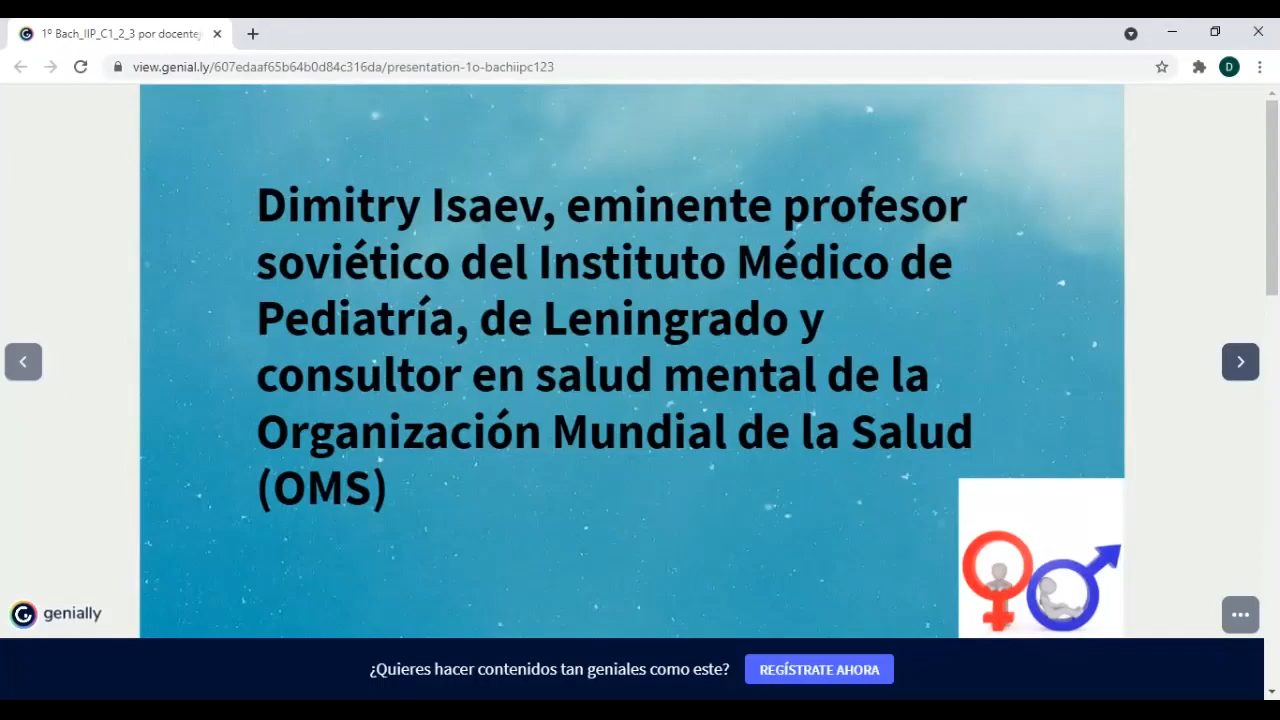 1º Bach_IIP_C1_2_3 por docente
view.genial.ly/607edaaf65b64b0d84c316da/presentation-1o-bachiipc123
D
Dimitry Isaev, eminente profesor
soviético del Instituto Médico de
Pediatría, de Leningrado y
consultor en salud mental de la
Organización Mundial de la Salud
(OMS)
genially
¿Quieres hacer contenidos tan geniales como este?
REGÍSTRATE AHORA